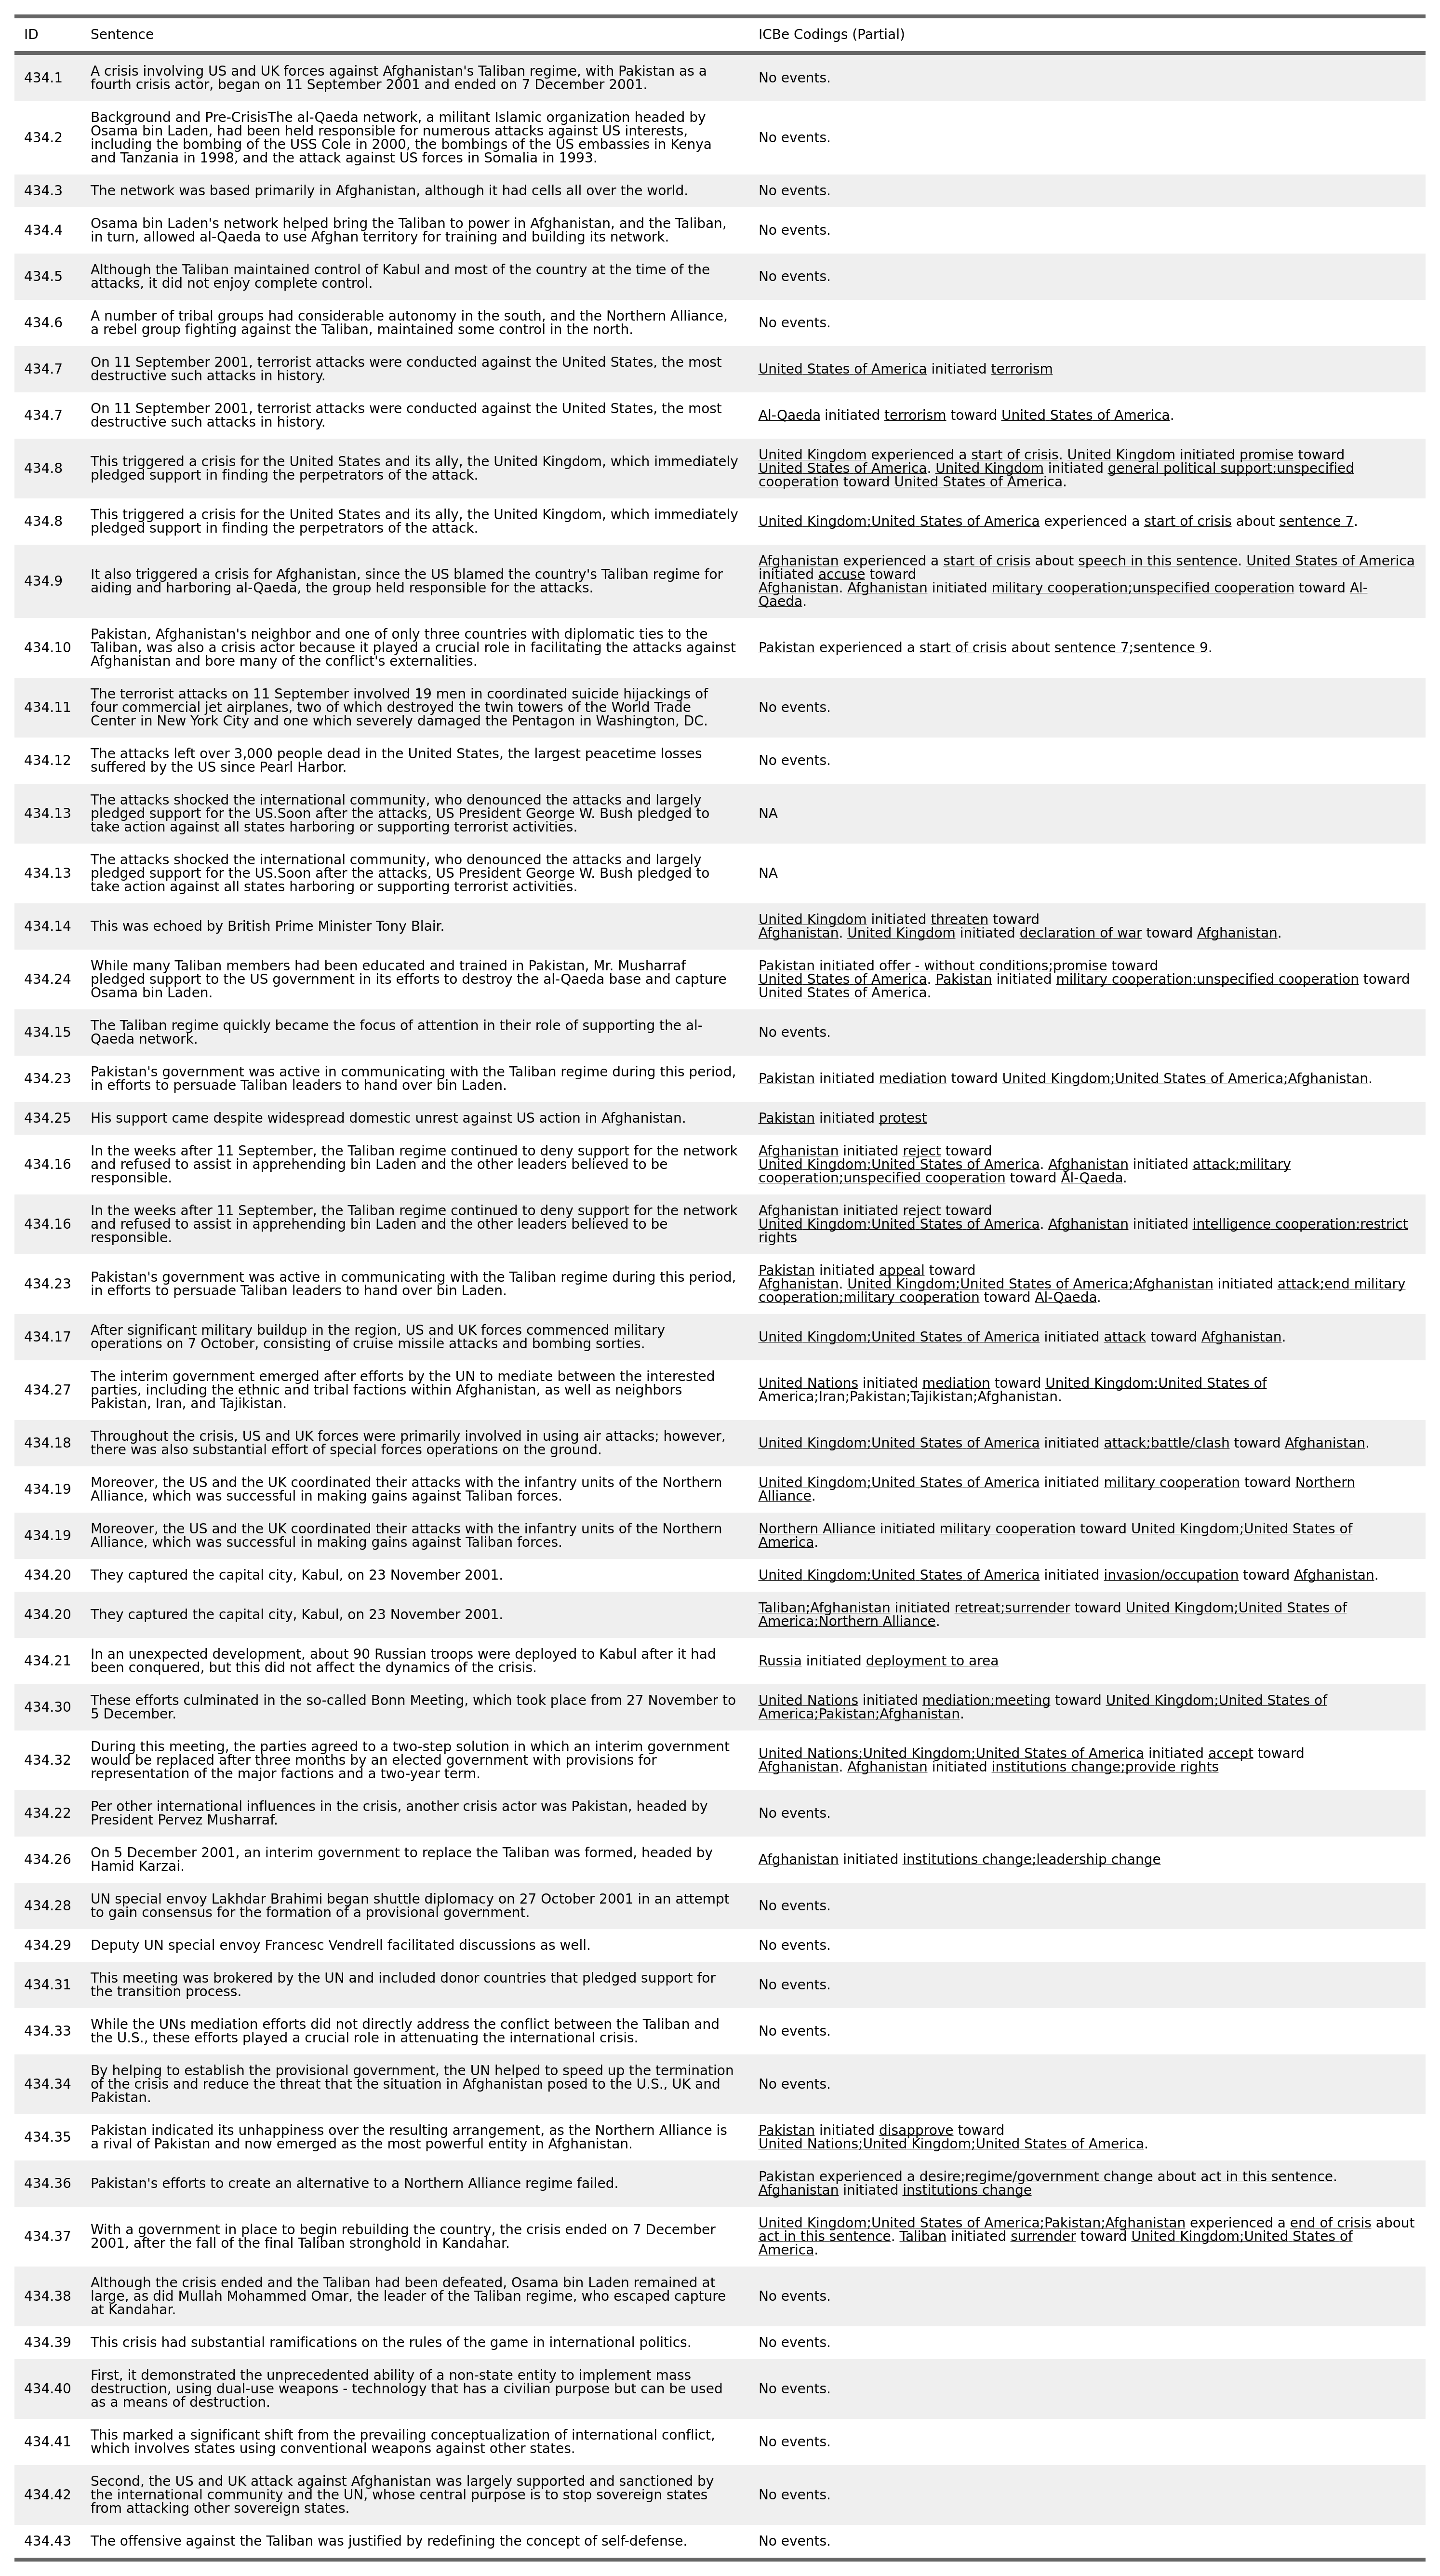 ID Sentence ICBe Codings (Partial)
434.1 A crisis involving US and UK forces against Afghanistan's Taliban regime, with Pakistan as a
fourth crisis actor, began on 11 September 2001 and ended on 7 December 2001.
No events.
434.2 Background and Pre-CrisisThe al-Qaeda network, a militant Islamic organization headed by
Osama bin Laden, had been held responsible for numerous attacks against US interests,
including the bombing of the USS Cole in 2000, the bombings of the US embassies in Kenya
and Tanzania in 1998, and the attack against US forces in Somalia in 1993.
No events.
434.3 The network was based primarily in Afghanistan, although it had cells all over the world.
No events.
434.4 Osama bin Laden's network helped bring the Taliban to power in Afghanistan, and the Taliban,
in turn, allowed al-Qaeda to use Afghan territory for training and building its network.
No events.
434.5 Although the Taliban maintained control of Kabul and most of the country at the time of the
attacks, it did not enjoy complete control.
No events.
434.6 A number of tribal groups had considerable autonomy in the south, and the Northern Alliance,
a rebel group fighting against the Taliban, maintained some control in the north.
No events.
434.7 On 11 September 2001, terrorist attacks were conducted against the United States, the most
destructive such attacks in history.
United States of America initiated terrorism
434.7 On 11 September 2001, terrorist attacks were conducted against the United States, the most
destructive such attacks in history.
Al-Qaeda initiated terrorism toward United States of America.
434.8 This triggered a crisis for the United States and its ally, the United Kingdom, which immediately
pledged support in finding the perpetrators of the attack.
United Kingdom experienced a start of crisis. United Kingdom initiated promise toward
United States of America. United Kingdom initiated general political support;unspecified
cooperation toward United States of America.
434.8 This triggered a crisis for the United States and its ally, the United Kingdom, which immediately
pledged support in finding the perpetrators of the attack.
United Kingdom;United States of America experienced a start of crisis about sentence 7.
434.9 It also triggered a crisis for Afghanistan, since the US blamed the country's Taliban regime for
aiding and harboring al-Qaeda, the group held responsible for the attacks.
Afghanistan experienced a start of crisis about speech in this sentence. United States of America
initiated accuse toward
Afghanistan. Afghanistan initiated military cooperation;unspecified cooperation toward Al-
Qaeda.
434.10 Pakistan, Afghanistan's neighbor and one of only three countries with diplomatic ties to the
Taliban, was also a crisis actor because it played a crucial role in facilitating the attacks against
Afghanistan and bore many of the conflict's externalities.
Pakistan experienced a start of crisis about sentence 7;sentence 9.
434.11 The terrorist attacks on 11 September involved 19 men in coordinated suicide hijackings of
four commercial jet airplanes, two of which destroyed the twin towers of the World Trade
Center in New York City and one which severely damaged the Pentagon in Washington, DC.
No events.
434.12 The attacks left over 3,000 people dead in the United States, the largest peacetime losses
suffered by the US since Pearl Harbor.
No events.
434.13 The attacks shocked the international community, who denounced the attacks and largely
pledged support for the US.Soon after the attacks, US President George W. Bush pledged to
take action against all states harboring or supporting terrorist activities.
NA
434.13 The attacks shocked the international community, who denounced the attacks and largely
pledged support for the US.Soon after the attacks, US President George W. Bush pledged to
take action against all states harboring or supporting terrorist activities.
NA
434.14 This was echoed by British Prime Minister Tony Blair.
United Kingdom initiated threaten toward
Afghanistan. United Kingdom initiated declaration of war toward Afghanistan.
434.24 While many Taliban members had been educated and trained in Pakistan, Mr. Musharraf
pledged support to the US government in its efforts to destroy the al-Qaeda base and capture
Osama bin Laden.
Pakistan initiated offer - without conditions;promise toward
United States of America. Pakistan initiated military cooperation;unspecified cooperation toward
United States of America.
434.15 The Taliban regime quickly became the focus of attention in their role of supporting the al-
Qaeda network.
No events.
434.23 Pakistan's government was active in communicating with the Taliban regime during this period,
in efforts to persuade Taliban leaders to hand over bin Laden.
Pakistan initiated mediation toward United Kingdom;United States of America;Afghanistan.
434.25 His support came despite widespread domestic unrest against US action in Afghanistan.
Pakistan initiated protest
434.16 In the weeks after 11 September, the Taliban regime continued to deny support for the network
and refused to assist in apprehending bin Laden and the other leaders believed to be
responsible.
Afghanistan initiated reject toward
United Kingdom;United States of America. Afghanistan initiated attack;military
cooperation;unspecified cooperation toward Al-Qaeda.
434.16 In the weeks after 11 September, the Taliban regime continued to deny support for the network
and refused to assist in apprehending bin Laden and the other leaders believed to be
responsible.
Afghanistan initiated reject toward
United Kingdom;United States of America. Afghanistan initiated intelligence cooperation;restrict
rights
434.23 Pakistan's government was active in communicating with the Taliban regime during this period,
in efforts to persuade Taliban leaders to hand over bin Laden.
Pakistan initiated appeal toward
Afghanistan. United Kingdom;United States of America;Afghanistan initiated attack;end military
cooperation;military cooperation toward Al-Qaeda.
434.17 After significant military buildup in the region, US and UK forces commenced military
operations on 7 October, consisting of cruise missile attacks and bombing sorties.
United Kingdom;United States of America initiated attack toward Afghanistan.
434.27 The interim government emerged after efforts by the UN to mediate between the interested
parties, including the ethnic and tribal factions within Afghanistan, as well as neighbors
Pakistan, Iran, and Tajikistan.
United Nations initiated mediation toward United Kingdom;United States of
America;Iran;Pakistan;Tajikistan;Afghanistan.
434.18 Throughout the crisis, US and UK forces were primarily involved in using air attacks; however,
there was also substantial effort of special forces operations on the ground.
United Kingdom;United States of America initiated attack;battle/clash toward Afghanistan.
434.19 Moreover, the US and the UK coordinated their attacks with the infantry units of the Northern
Alliance, which was successful in making gains against Taliban forces.
United Kingdom;United States of America initiated military cooperation toward Northern
Alliance.
434.19 Moreover, the US and the UK coordinated their attacks with the infantry units of the Northern
Alliance, which was successful in making gains against Taliban forces.
Northern Alliance initiated military cooperation toward United Kingdom;United States of
America.
434.20 They captured the capital city, Kabul, on 23 November 2001.
United Kingdom;United States of America initiated invasion/occupation toward Afghanistan.
434.20 They captured the capital city, Kabul, on 23 November 2001.
Taliban;Afghanistan initiated retreat;surrender toward United Kingdom;United States of
America;Northern Alliance.
434.21 In an unexpected development, about 90 Russian troops were deployed to Kabul after it had
been conquered, but this did not affect the dynamics of the crisis.
Russia initiated deployment to area
434.30 These efforts culminated in the so-called Bonn Meeting, which took place from 27 November to
5 December.
United Nations initiated mediation;meeting toward United Kingdom;United States of
America;Pakistan;Afghanistan.
434.32 During this meeting, the parties agreed to a two-step solution in which an interim government
would be replaced after three months by an elected government with provisions for
representation of the major factions and a two-year term.
United Nations;United Kingdom;United States of America initiated accept toward
Afghanistan. Afghanistan initiated institutions change;provide rights
434.22 Per other international influences in the crisis, another crisis actor was Pakistan, headed by
President Pervez Musharraf.
No events.
434.26 On 5 December 2001, an interim government to replace the Taliban was formed, headed by
Hamid Karzai.
Afghanistan initiated institutions change;leadership change
434.28 UN special envoy Lakhdar Brahimi began shuttle diplomacy on 27 October 2001 in an attempt
to gain consensus for the formation of a provisional government.
No events.
434.29 Deputy UN special envoy Francesc Vendrell facilitated discussions as well.
No events.
434.31 This meeting was brokered by the UN and included donor countries that pledged support for
the transition process.
No events.
434.33 While the UNs mediation efforts did not directly address the conflict between the Taliban and
the U.S., these efforts played a crucial role in attenuating the international crisis.
No events.
434.34 By helping to establish the provisional government, the UN helped to speed up the termination
of the crisis and reduce the threat that the situation in Afghanistan posed to the U.S., UK and
Pakistan.
No events.
434.35 Pakistan indicated its unhappiness over the resulting arrangement, as the Northern Alliance is
a rival of Pakistan and now emerged as the most powerful entity in Afghanistan.
Pakistan initiated disapprove toward
United Nations;United Kingdom;United States of America.
434.36 Pakistan's efforts to create an alternative to a Northern Alliance regime failed.
Pakistan experienced a desire;regime/government change about act in this sentence.
Afghanistan initiated institutions change
434.37 With a government in place to begin rebuilding the country, the crisis ended on 7 December
2001, after the fall of the final Taliban stronghold in Kandahar.
United Kingdom;United States of America;Pakistan;Afghanistan experienced a end of crisis about
act in this sentence. Taliban initiated surrender toward United Kingdom;United States of
America.
434.38 Although the crisis ended and the Taliban had been defeated, Osama bin Laden remained at
large, as did Mullah Mohammed Omar, the leader of the Taliban regime, who escaped capture
at Kandahar.
No events.
434.39 This crisis had substantial ramifications on the rules of the game in international politics.
No events.
434.40 First, it demonstrated the unprecedented ability of a non-state entity to implement mass
destruction, using dual-use weapons - technology that has a civilian purpose but can be used
as a means of destruction.
No events.
434.41 This marked a significant shift from the prevailing conceptualization of international conflict,
which involves states using conventional weapons against other states.
No events.
434.42 Second, the US and UK attack against Afghanistan was largely supported and sanctioned by
the international community and the UN, whose central purpose is to stop sovereign states
from attacking other sovereign states.
No events.
434.43 The offensive against the Taliban was justified by redefining the concept of self-defense.
No events.